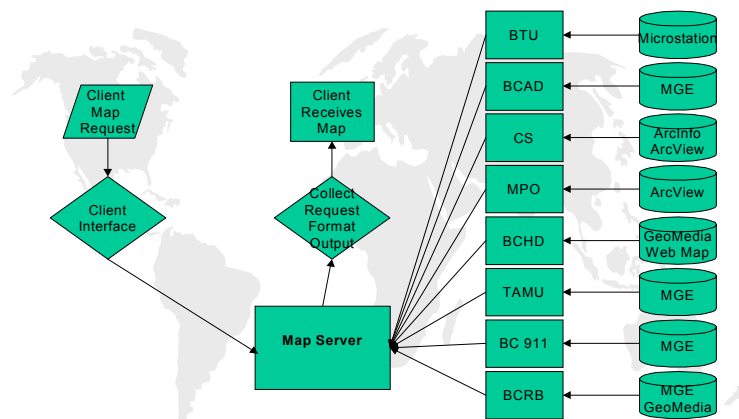 Client
Map
Request
Client
Interface
Client
Receives
Map
Collect
Request
Format
Output
Map Server
BTU
Microstation
BCAD
MGE
CS
ArcInfo
ArcView
MPO
ArcView
BCHD
GeoMedia
Web Map
TAMU
MGE
BC 911
MGE
BCRB
MGE
GeoMedia